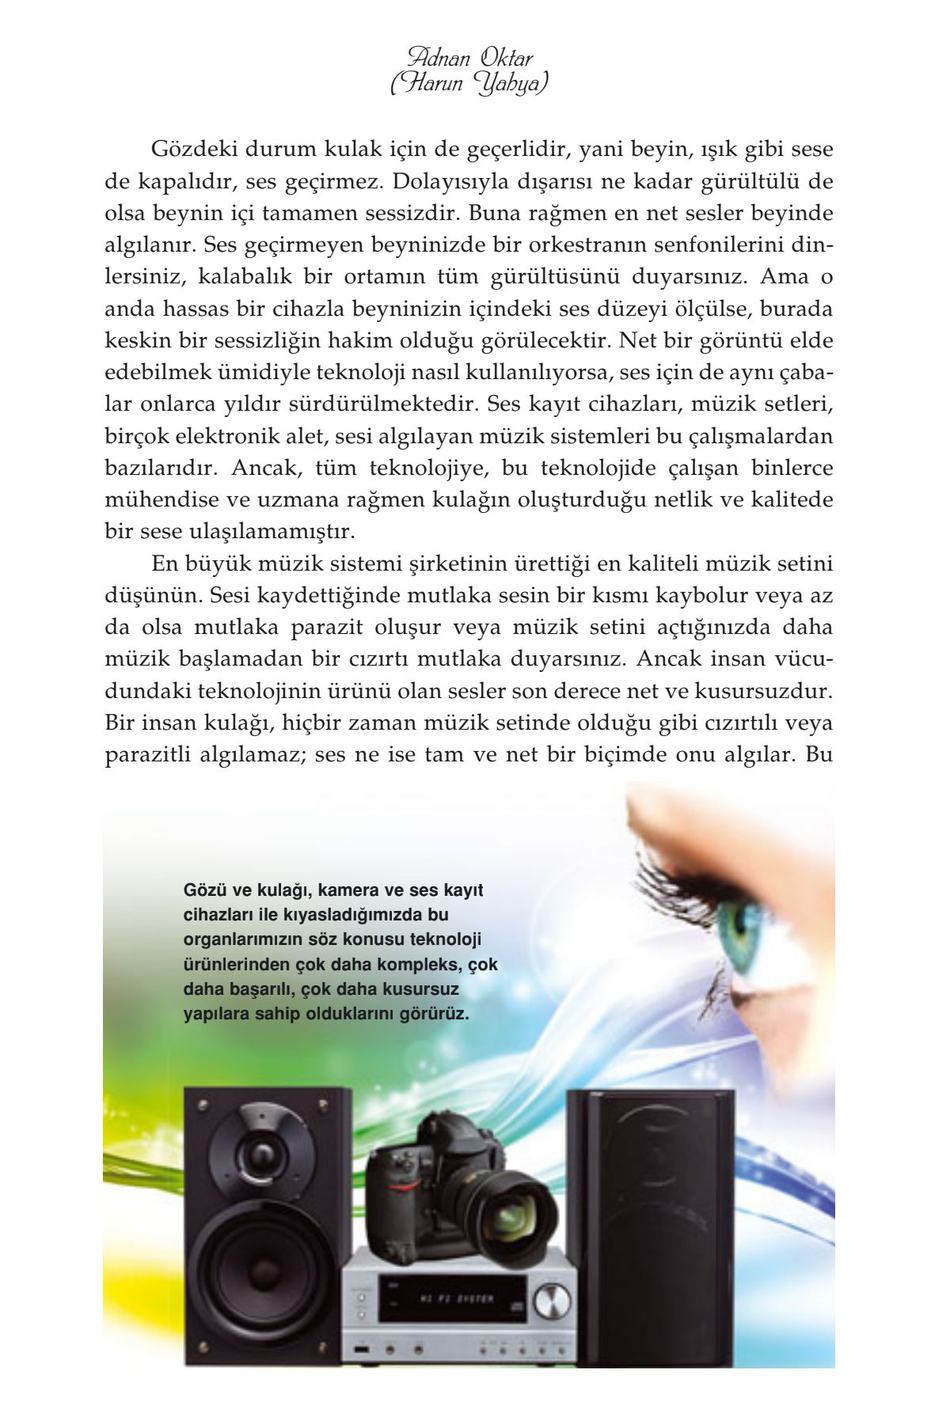 Adnan Oktar
(Harun Yahya)
Gözdeki durum kulak için de geçerlidir, yani beyin, ışık gibi sese
de kapalıdır, ses geçirmez. Dolayısıyla dışarısı ne kadar gürültülü de
olsa beynin içi tamamen sessizdir. Buna rağmen en net sesler beyinde
algılanır. Ses geçirmeyen beyninizde bir orkestranın senfonilerini din-
lersiniz, kalabalık bir ortamın tüm gürültüsünü duyarsınız. Ama o
anda hassas bir cihazla beyninizin içindeki ses düzeyi ölçülse, burada
keskin bir sessizliğin hakim olduğu görülecektir. Net bir görüntü elde
edebilmek ümidiyle teknoloji nasıl kullanılıyorsa, ses için de aynı çaba-
lar onlarca yıldır sürdürülmektedir. Ses kayıt cihazları, müzik setleri,
birçok elektronik alet, sesi algılayan müzik sistemleri bu çalışmalardan
bazılarıdır. Ancak, tüm teknolojiye, bu teknolojide çalışan binlerce
mühendise ve uzmana rağmen kulağın oluşturduğu netlik ve kalitede
bir sese ulaşılamamıştır.
En büyük müzik sistemi şirketinin ürettiği en kaliteli müzik setini
düşünün. Sesi kaydettiğinde mutlaka sesin bir kısmı kaybolur veya az
da olsa mutlaka parazit oluşur veya müzik setini açtığınızda daha
müzik başlamadan bir cızırtı mutlaka duyarsınız. Ancak insan vücu-
dundaki teknolojinin ürünü olan sesler son derece net ve kusursuzdur.
Bir insan kulağı, hiçbir zaman müzik setinde olduğu gibi cızırtılı veya
parazitli algılamaz; ses ne ise tam ve net bir biçimde onu algılar. Bu
Gözü ve kulağı, kamera ve ses kayıt
cihazları ile kıyasladığımızda bu
organlarımızın söz konusu teknoloji
ürünlerinden çok daha kompleks, çok
daha başarılı, çok daha kusursuz
yapılara sahip olduklarını görürüz.
HI FI SYSTEM